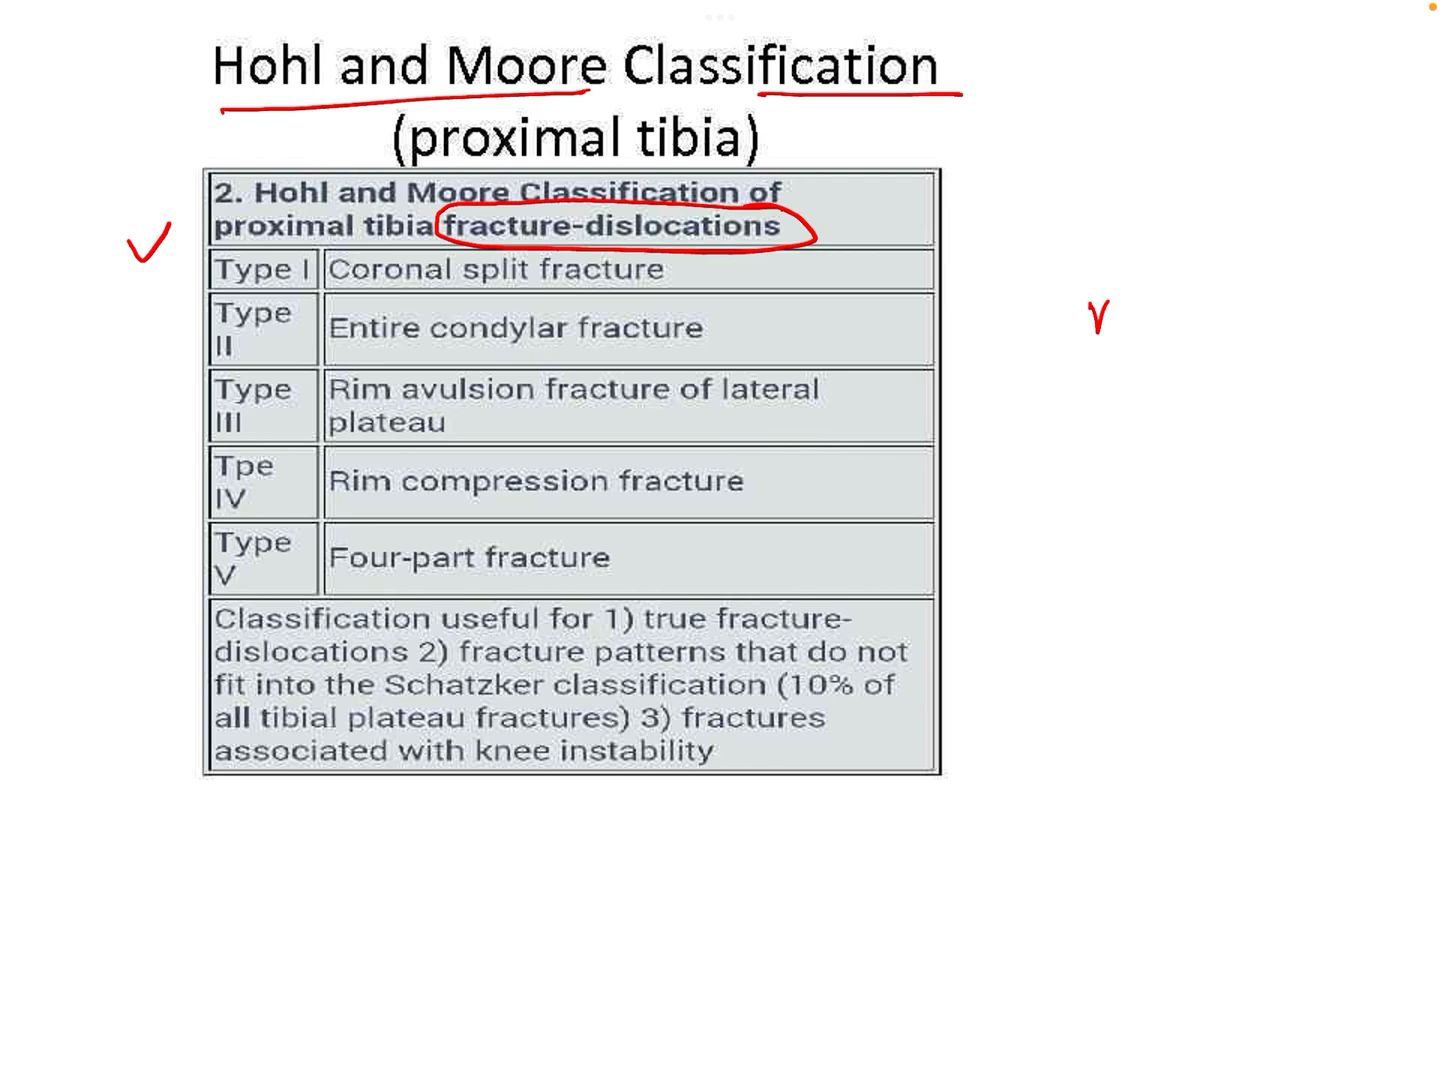 Hohl and Moore Classification
(proximal tibia)
2. Hohl and Moore Classification of
proximal tibia fracture-dislocations
Type I Coronal split fracture
Type
II
Entire condylar fracture
Type
III
Rim avulsion fracture of lateral
plateau
Tpe
IV
Rim compression fracture
Type
V
Four-part fracture
Classification useful for 1) true fracture-
dislocations 2) fracture patterns that do not
fit into the Schatzker classification (10% of
all tibial plateau fractures) 3) fractures
associated with knee instability